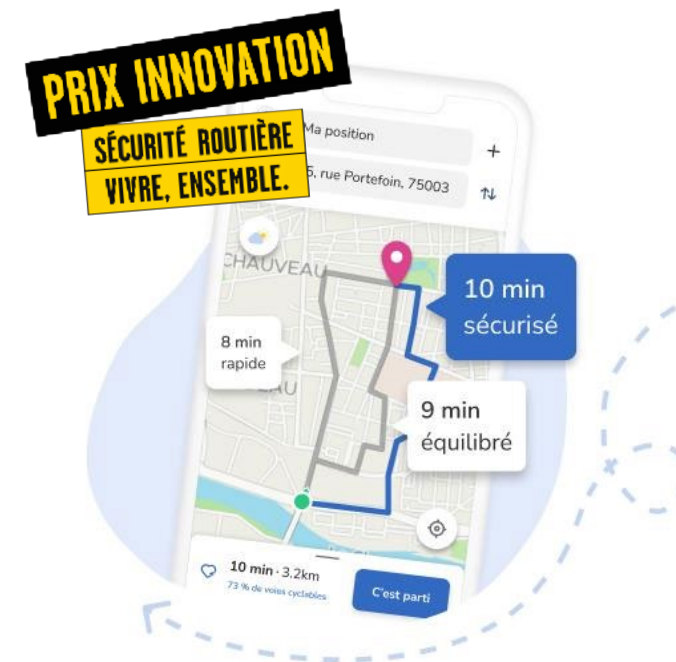 PRIX INNOVATION
SÉCURITÉ ROUTIÈRE
VIVRE, ENSEMBLE.
Ma position
5, rue Portefoin, 75003
CHAUVEAU
10 min
sécurisé
8 min
rapide
9 min
équilibré
10 min · 3.2km
73 % de voies cyclables
C'est parti